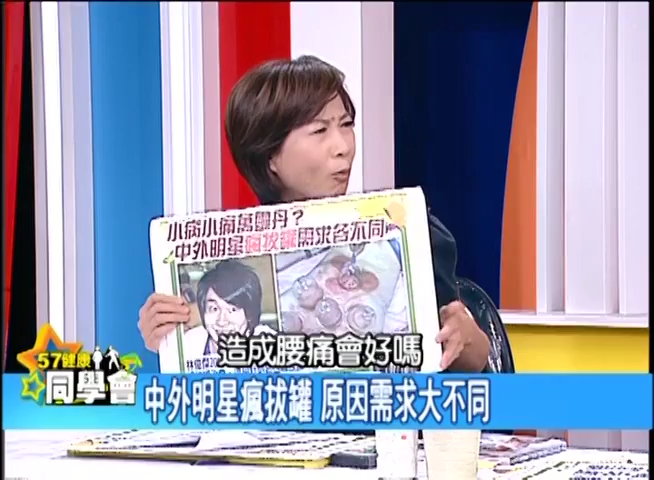 小病小痛萬靈丹?
中外明星瘋拔罐需求各不同
造成腰痛會好嗎
57健康
同學會
中外明星瘋拔罐 原因需求大不同